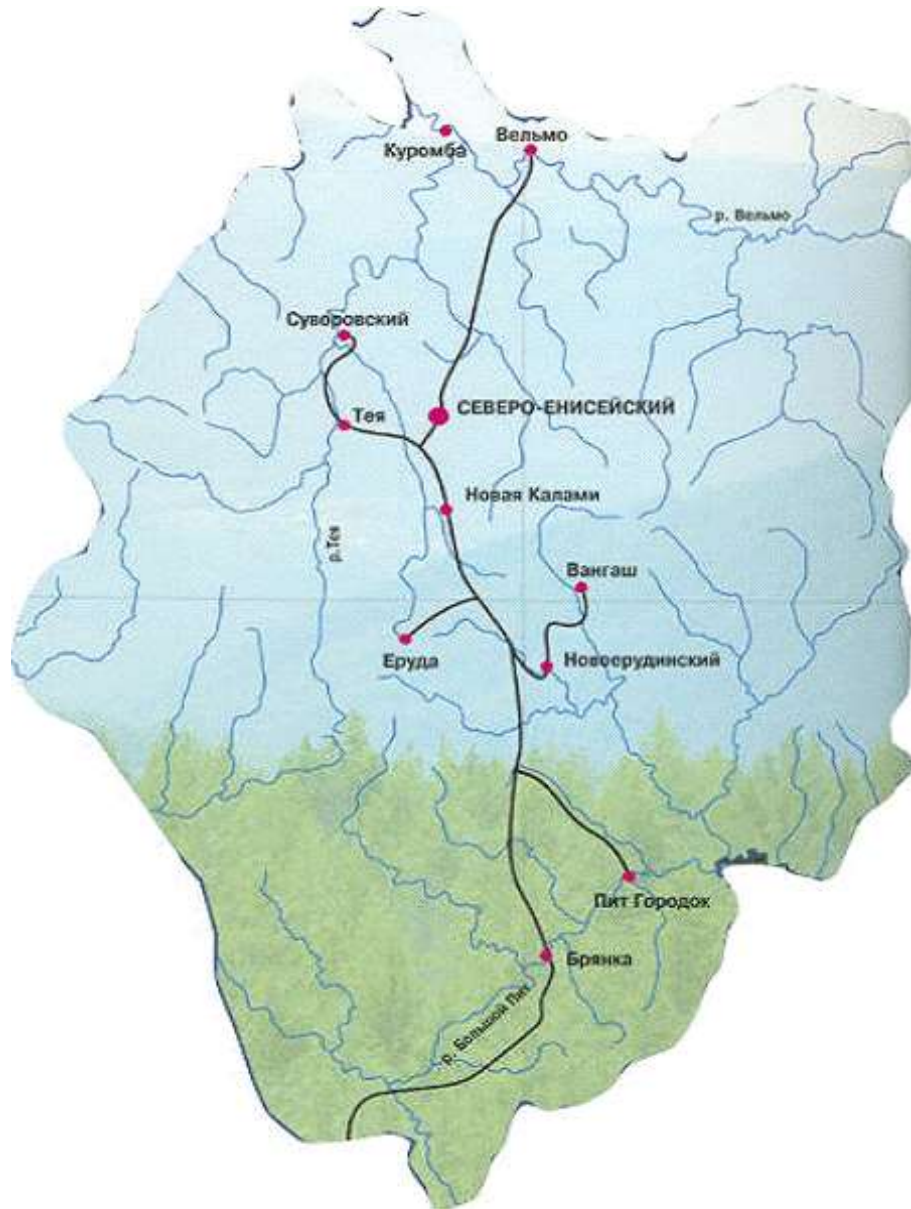 Куромба
Вельмо
р. Вельмо
Суворовский
Тея
СЕВЕРО-ЕНИСЕЙСКИЙ
Новая Калами
р.Тея
Вангаш
Еруда
Новоерудинский
Пит Городок
Брянка
р. Большой Пит